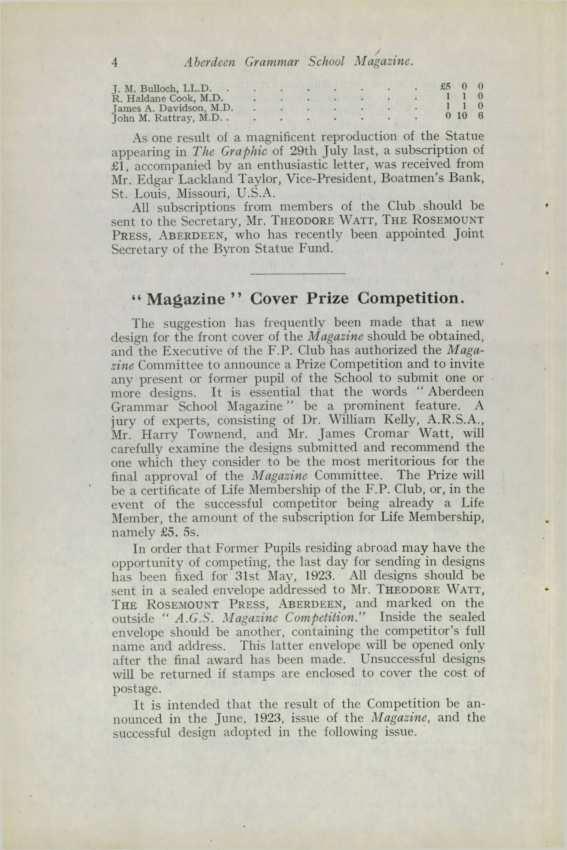 4 Aberdeen Grammar School Magazine.
J. M. Bulloch, LL.D. . . . . . . . . £5 0 0
R. Haldane Cook, M.D. . . . . . . . 1 1 0
James A. Davidson, M.D. . . . . . . . 1 1 0
John M. Rattray, M.D. . . . . . . . . 0 10 6
As one result of a magnificent reproduction of the Statue
appearing in The Graphic of 29th July last, a subscription of
£1, accompanied by an enthusiastic letter, was received from
Mr. Edgar Lackland Taylor, Vice-President, Boatmen's Bank,
St. Louis, Missouri, U.S.A.
All subscriptions from members of the Club should be
sent to the Secretary, Mr. THEODORE WATT, THE ROSEMOUNT
PRESS, ABERDEEN, who has recently been appointed Joint
Secretary of the Byron Statue Fund.
“ Magazine ” Cover Prize Competition.
The suggestion has frequently been made that a new
design for the front cover of the Magazine should be obtained,
and the Executive of the F.P. Club has authorized the Maga-
zine Committee to announce a Prize Competition and to invite
any present or former pupil of the School to submit one or
more designs. It is essential that the words “ Aberdeen
Grammar School Magazine ” be a prominent feature. A
jury of experts, consisting of Dr. William Kelly, A.R.S.A.,
Mr. Harry Townend, and Mr. James Cromar Watt, will
carefully examine the designs submitted and recommend the
one which they consider to be the most meritorious for the
final approval of the Magazine Committee. The Prize will
be a certificate of Life Membership of the F.P. Club, or, in the
event of the successful competitor being already a Life
Member, the amount of the subscription for Life Membership,
namely £5, 5s.
In order that Former Pupils residing abroad may have the
opportunity of competing, the last day for sending in designs
has been fixed for 31st May, 1923. All designs should be
sent in a sealed envelope addressed to Mr. THEODORE WATT,
THE ROSEMOUNT PRESS, ABERDEEN, and marked on the
outside “ A.G.S. Magazine Competition.” Inside the sealed
envelope should be another, containing the competitor's full
name and address. This latter envelope will be opened only
after the final award has been made. Unsuccessful designs
will be returned if stamps are enclosed to cover the cost of
postage.
It is intended that the result of the Competition be an-
nounced in the June, 1923, issue of the Magazine, and the
successful design adopted in the following issue.